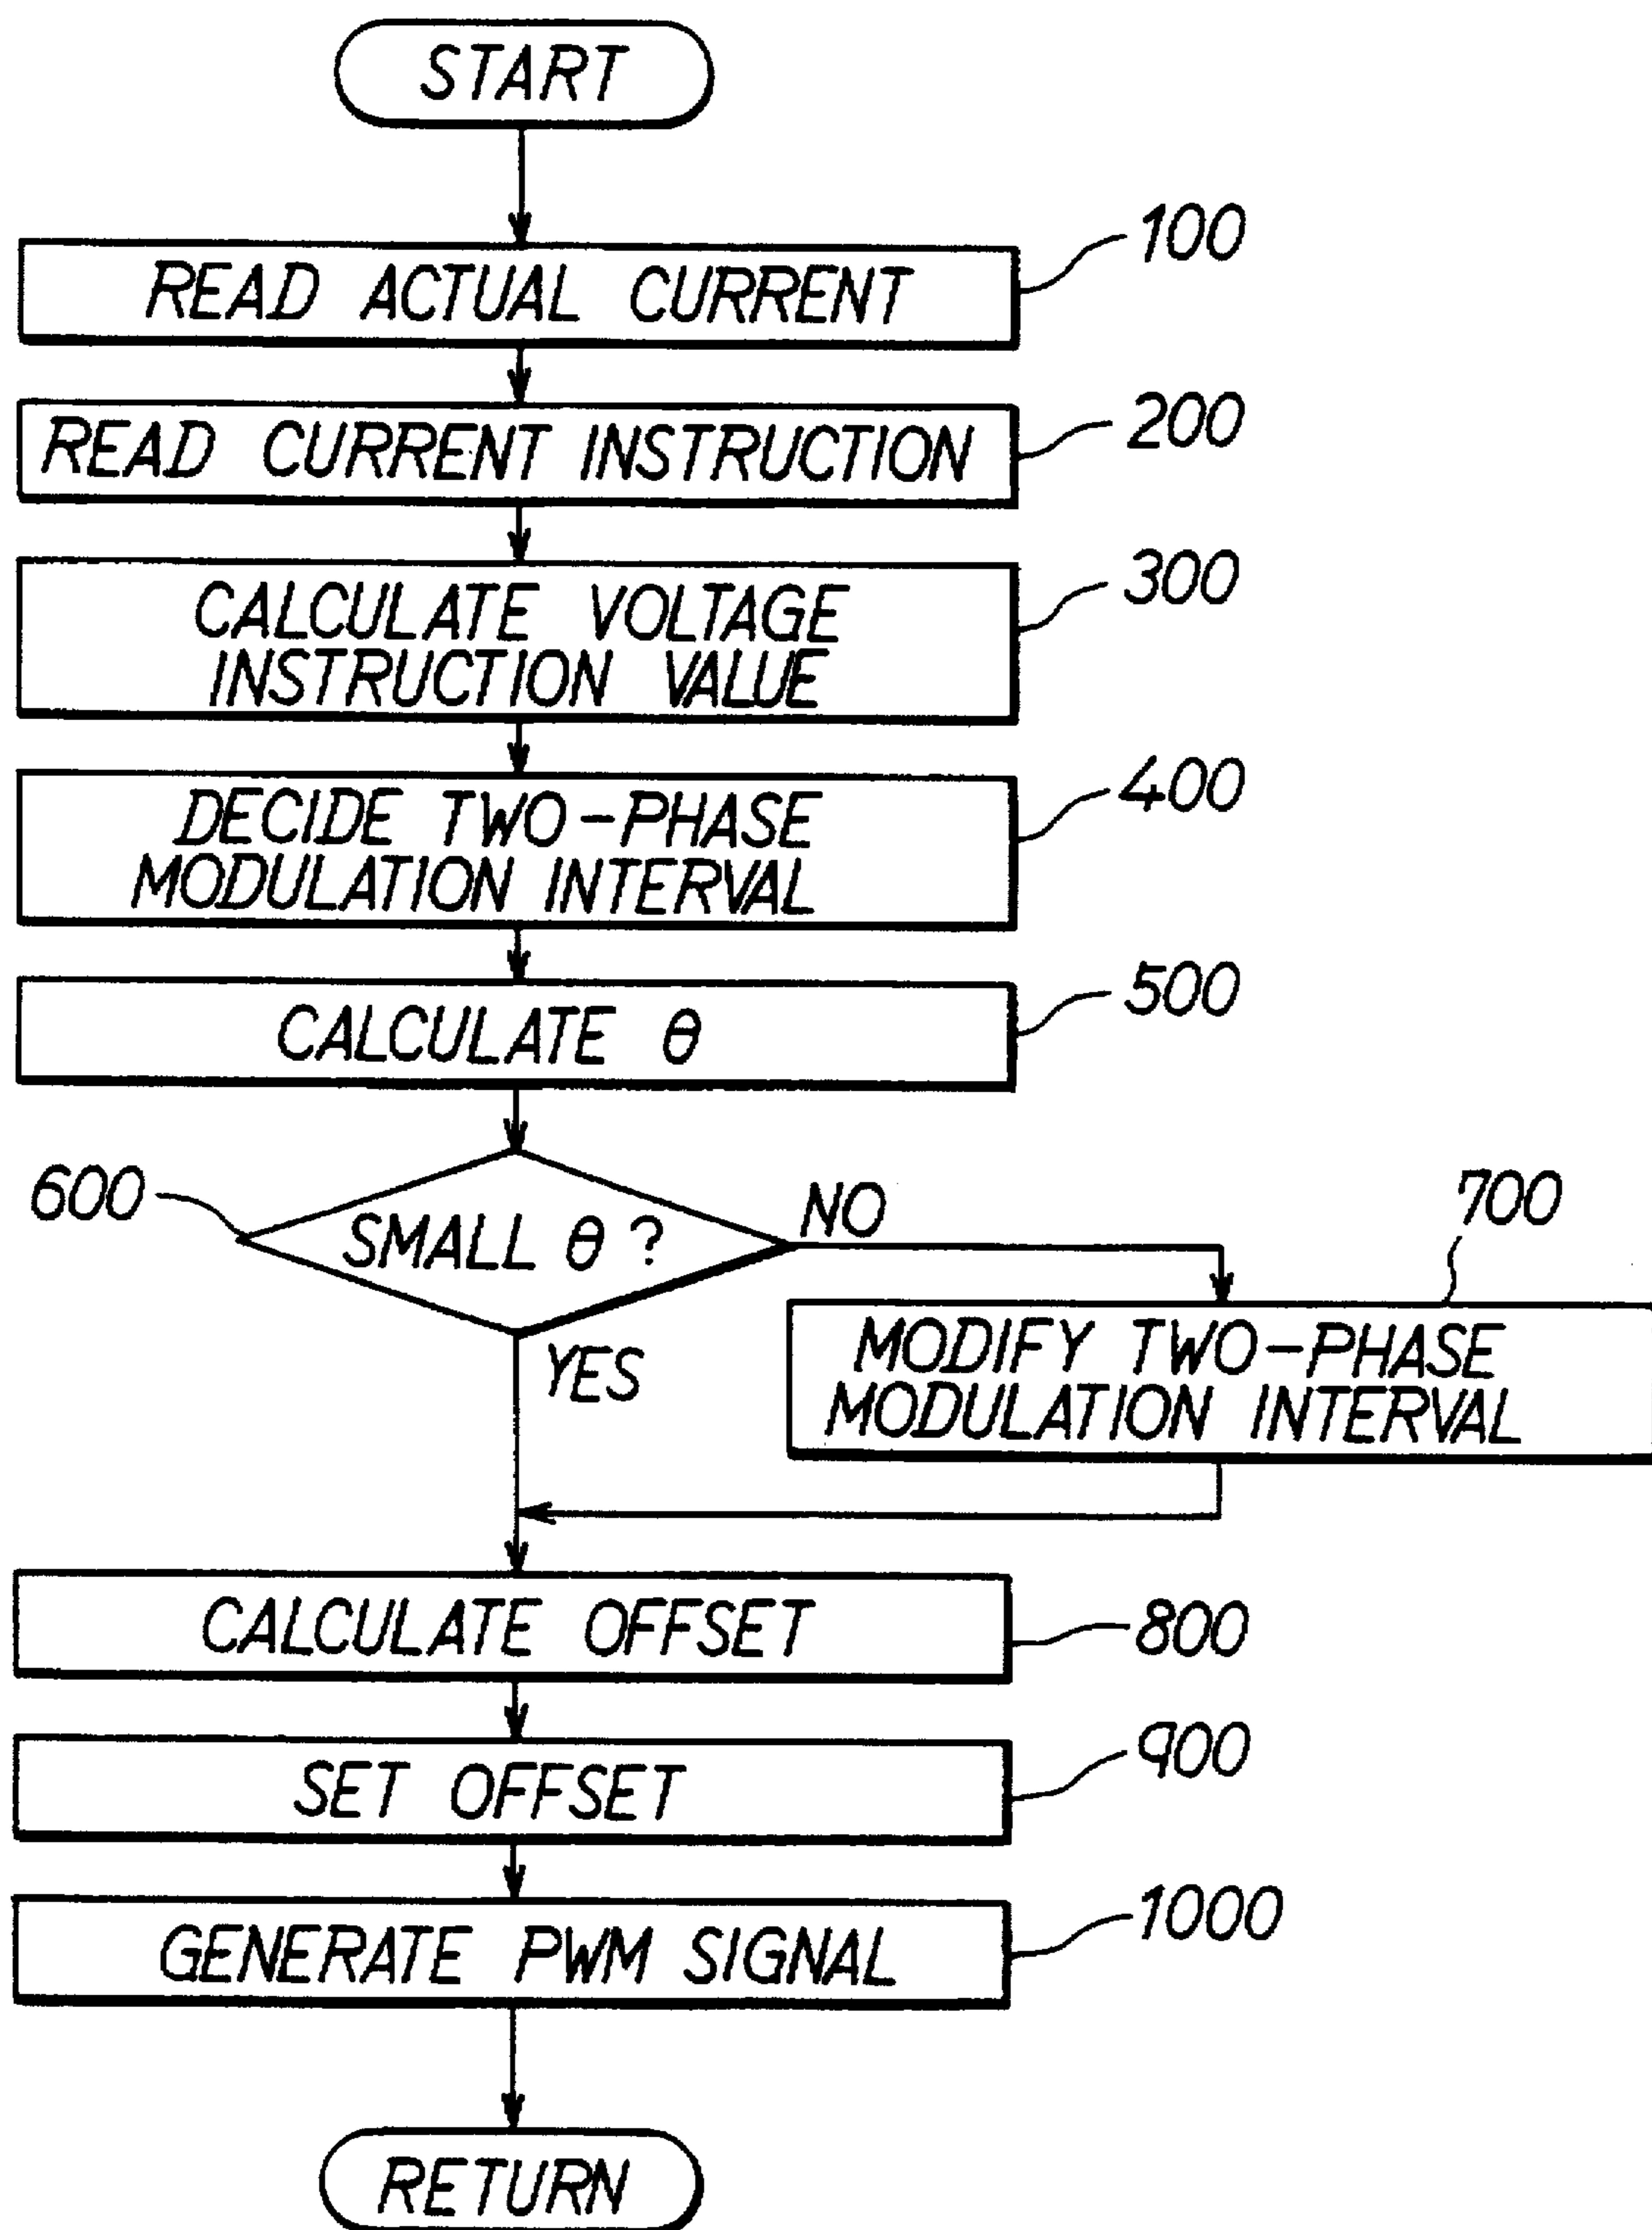 START
READ ACTUAL CURRENT
100
READ CURRENT INSTRUCTION
200
CALCULATE VOLTAGE
INSTRUCTION VALUE
300
DECIDE TWO-PHASE
MODULATION INTERVAL
400
CALCULATE θ
500
600
SMALL θ ?
NO
YES
700
MODIFY TWO-PHASE
MODULATION INTERVAL
CALCULATE OFFSET
800
SET OFFSET
900
GENERATE PWM SIGNAL
1000
RETURN